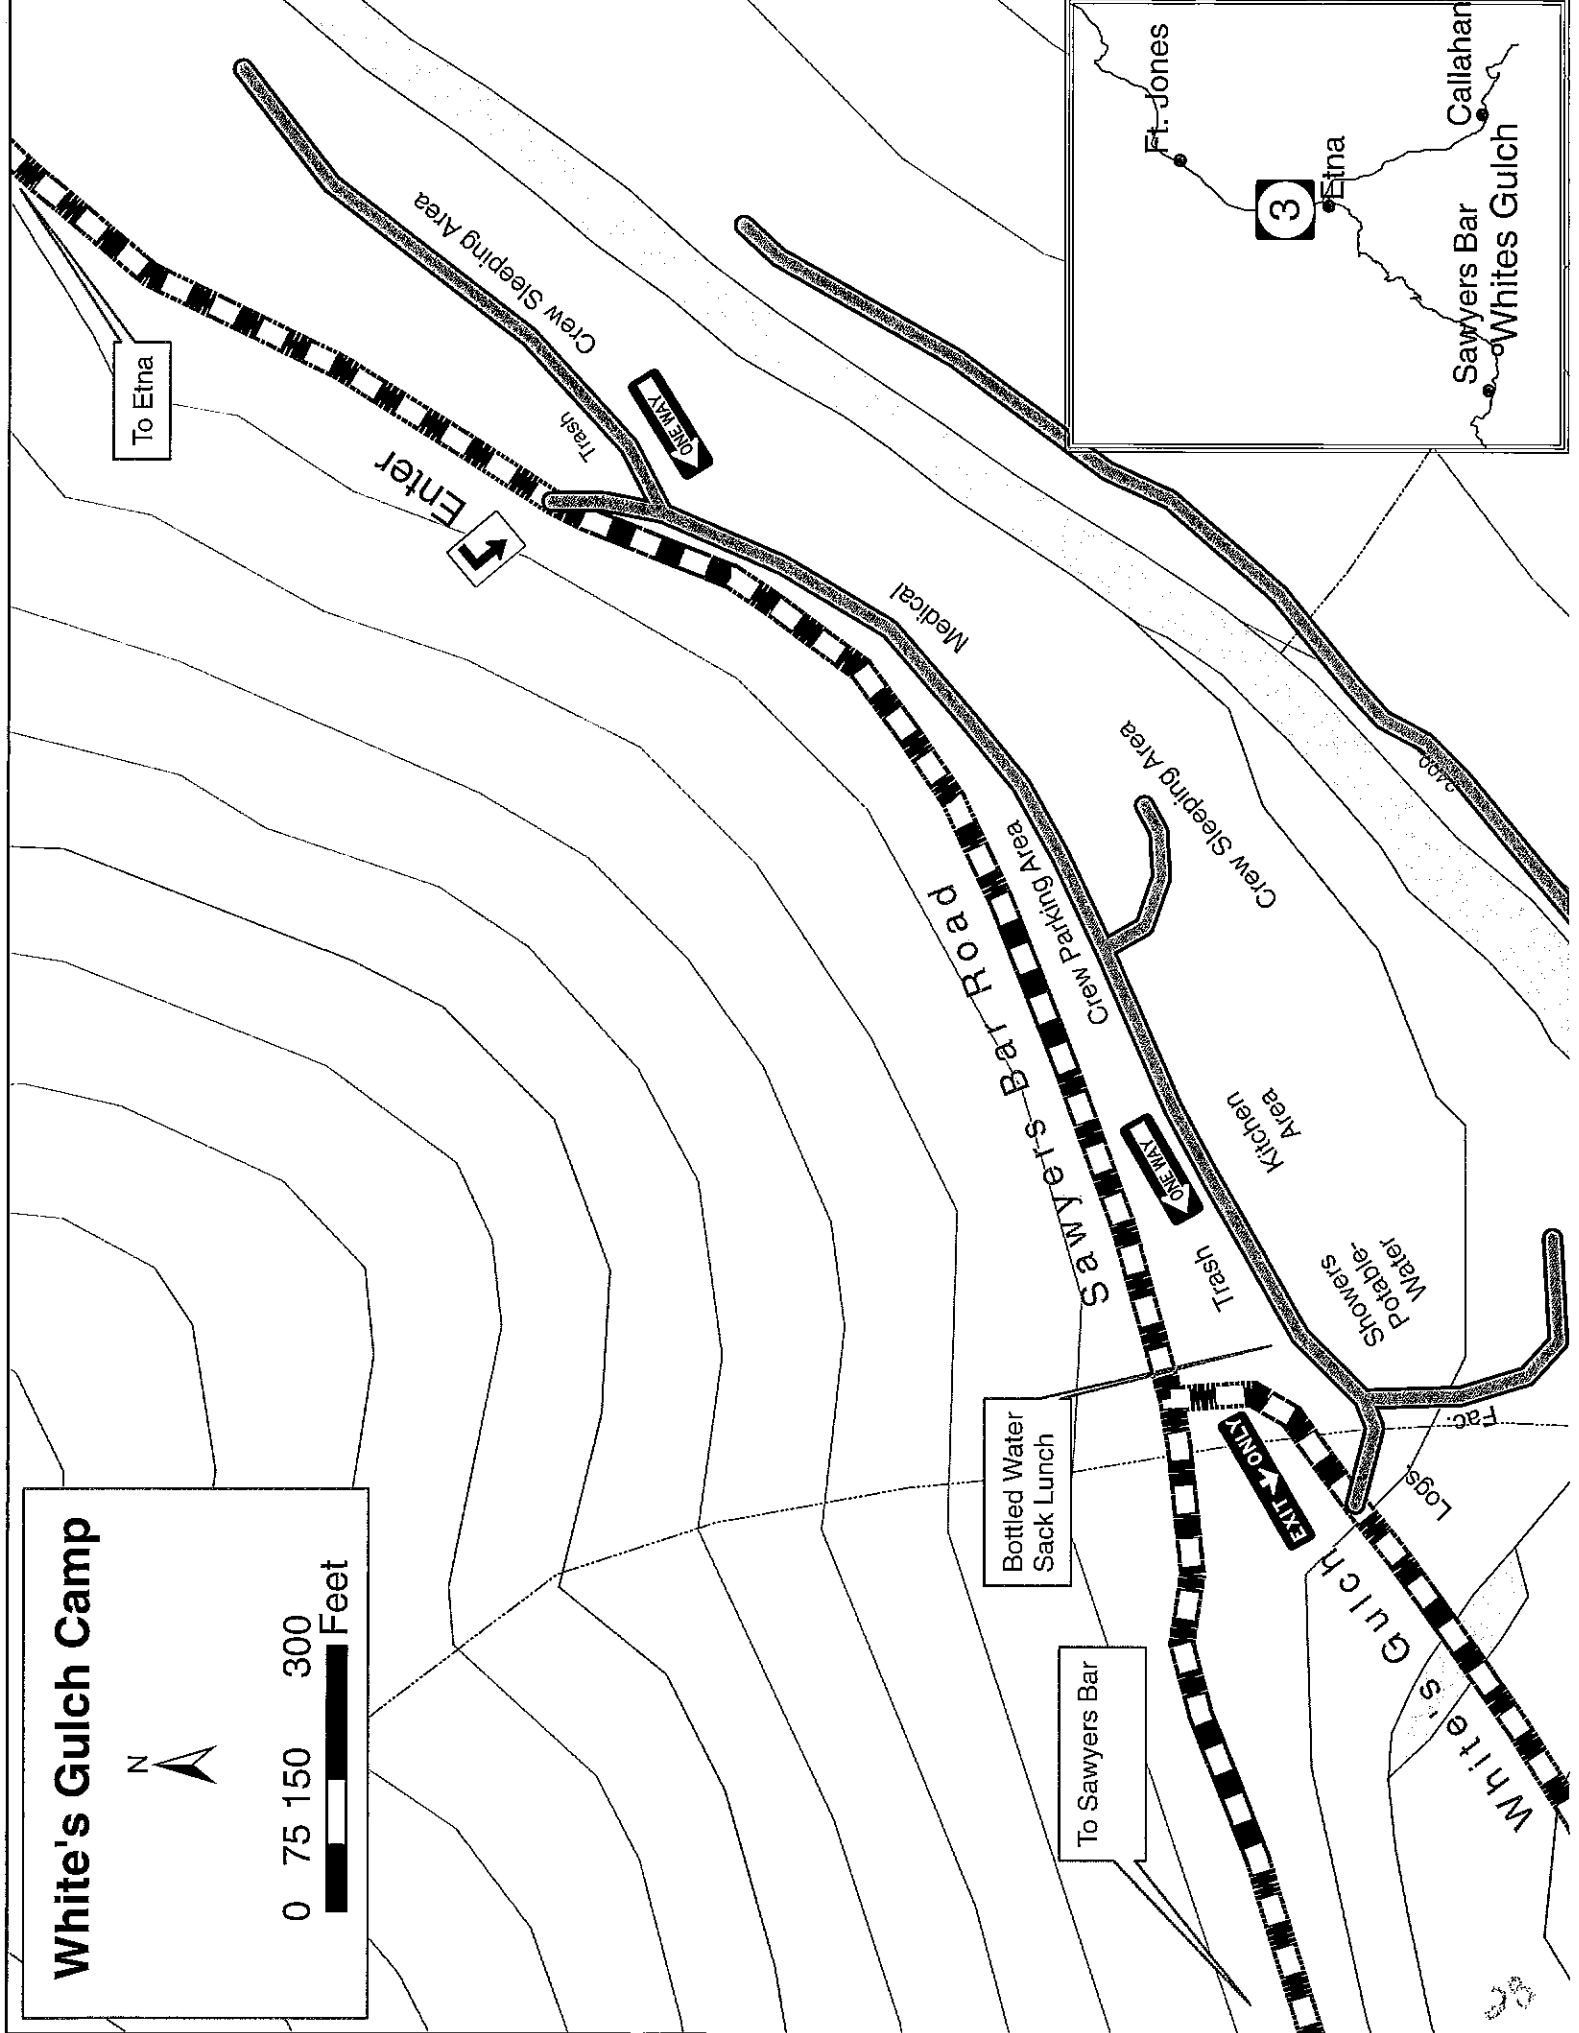 White's Gulch Camp
N
0 75 150 300
Feet
To Etna
Enter
Crew Sleeping Area
Trash
ONE WAY
Medical
Sawyers Bar Road
Crew Parking Area
Crew Sleeping Area
2400
ONE WAY
Kitchen
Area
Trash
Showers
Potable-
Water
Bottled Water
Sack Lunch
EXIT ONLY
Fac.
Logs.
White's Gulch
To Sawyers Bar
Ft. Jones
3
Etna
Callahan
Sawyers Bar
Whites Gulch